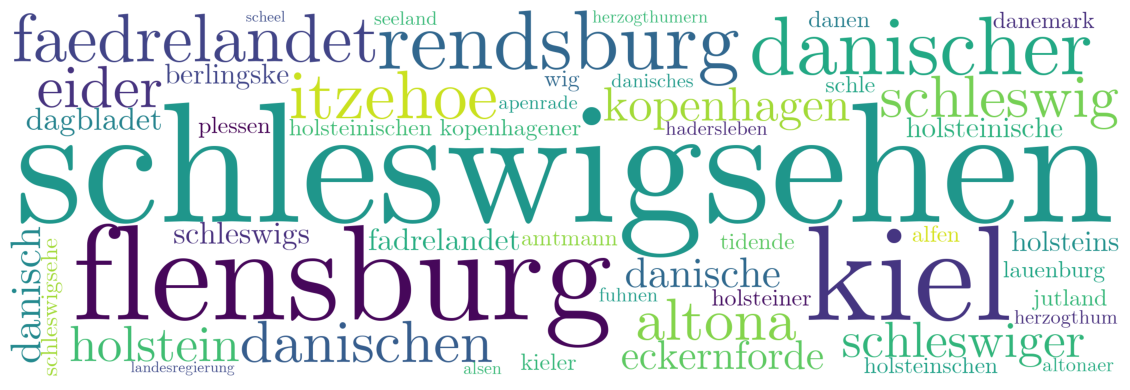 scheel seeland herzogthumern danen danemark
faedrelandet rendsburg danischer
eider berlingske wig danisches schle
itzehoe apenrade kopenhagen schleswig
dagbladet plessen holsteinischen kopenhagener hadersleben holsteinische
schleswigsehen
danisch schleswigs fadrelandet amtmann tidende alfen holsteins
schleswigsehe flensburg danische kiel lauenburg
fuhnen holsteiner jutland
altona herzogthum
holstein danischen eckernforde schleswiger
landesregierung alsen kieler holsteinschen altonaer